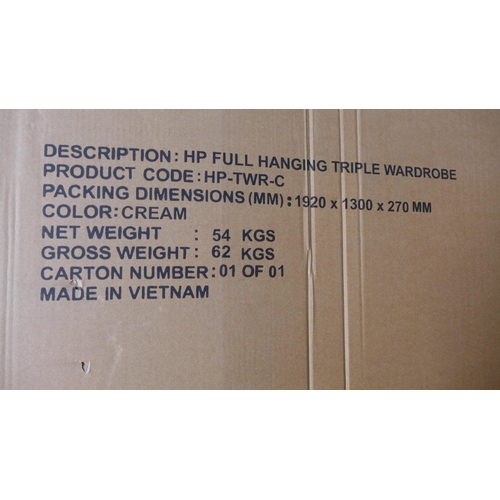 DESCRIPTION: HP FULL HANGING TRIPLE WARDROBE
PRODUCT CODE: HP-TWR-C
PACKING DIMENSIONS (MM) : 1920 x 1300 x 270 MM
COLOR: CREAM
NET WEIGHT : 54 KGS
GROSS WEIGHT : 62 KGS
CARTON NUMBER: 01 OF 01
MADE IN VIETNAM